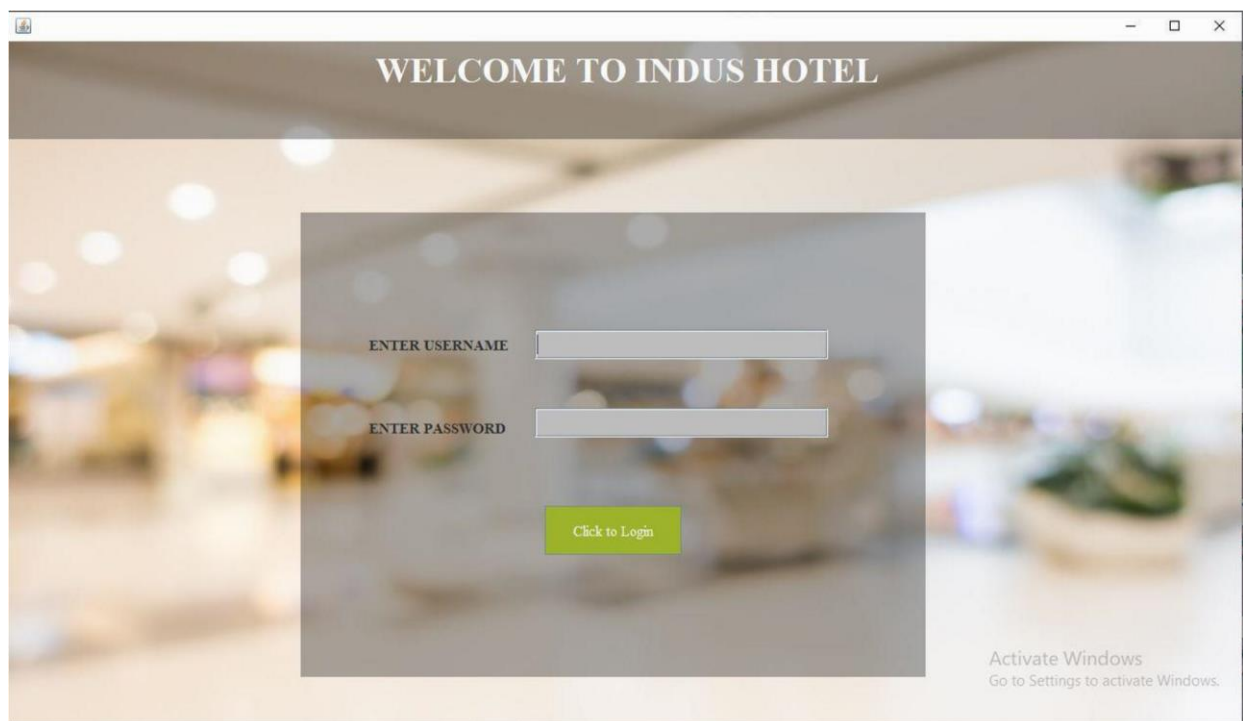 WELCOME TO INDUS HOTEL
ENTER USERNAME
ENTER PASSWORD
Click to Login
Activate Windows
Go to Settings to activate Windows.